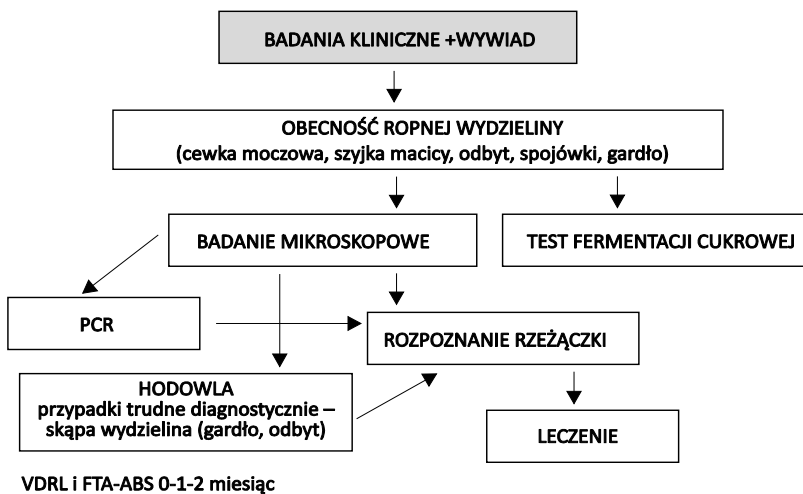 BADANIA KLINICZNE +WYWIAD
OBECNOŚĆ ROPNEJ WYDZIELINY
(cewka moczowa, szyjka macicy, odbyt, spojówki, gardło)
BADANIE MIKROSKOPOWE
TEST FERMENTACJI CUKROWEJ
PCR
ROZPOZNANIE RZEŻĄCZKI
HODOWLA
przypadki trudne diagnostycznie –
skąpa wydzielina (gardło, odbyt)
LECZENIE
VDRL i FTA-ABS 0-1-2 miesiąc